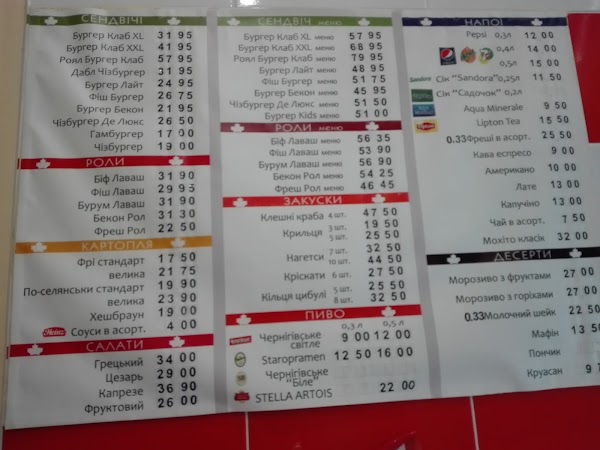 СЕНДВІЧІ
Бургер Клаб XL 31 95
Бургер Клаб XXL 41 95
Роял Бургер Клаб 57 95
Дабл Чізбургер 31 95
Бургер Лайт 24 95
Фіш Бургер 26 75
Бургер Бекон 21 95
Чізбургер Де Люкс 26 50
Гамбургер 17 00
Чізбургер 19 00
РОЛИ
Біф Лаваш 31 90
Фіш Лаваш 29 95
Бурум Лаваш 31 90
Бекон Рол 31 30
Фреш Рол 22 50
КАРТОПЛЯ
Фрі стандарт 17 50
велика 21 75
По-селянськи стандарт 19 90
велика 23 90
Хешбраун 19 00
Heinz Соуси в асорт. 4 00
САЛАТИ
Грецький 34 00
Цезарь 29 00
Капрезе 36 90
Фруктовий 26 00
СЕНДВІЧ меню
Бургер Клаб XL меню 57 95
Бургер Клаб XXL меню 68 95
Роял Бургер Клаб меню 79 95
Бургер Лайт меню 48 95
Фіш Бургер меню 51 75
Бургер Бекон меню 45 95
Чізбургер Де Люкс меню 51 50
Бургер Kids меню 51 00
РОЛИ меню
Біф Лаваш меню 56 35
Фіш Лаваш меню 53 90
Бурум Лаваш меню 56 90
Бекон Рол меню 54 25
Фреш Рол меню 46 45
ЗАКУСКИ
Клешні краба 4 шт. 47 50
Крильця 3 шт. 19 50
5 шт. 25 50
Нагетси 7 шт. 32 50
10 шт. 44 50
Кріскати 6 шт. 27 50
Кільця цибулі 5 шт. 25 50
8 шт. 32 50
ПИВО
0,3 л 0,5 л
Чернігівське світле 9 00 12 00
Staropramen 12 50 16 00
Чернігівське "Біле"
STELLA ARTOIS 22 00
НАПОЇ
Pepsi 0,3л 12 00
0,4л 14 00
0,5л 15 00
Sandora Сік "Sandora" 0,25л 11 50
Сік "Садочок" 0,2л
Aqua Minerale 9 50
Lipton Lipton Tea 15 50
0.33 Фреші в асорт. 25 50
Кава еспресо 9 00
Американо 10 00
Лате 13 00
Капучіно 13 00
Чай в асорт. 7 50
Мохіто класік 32 00
ДЕСЕРТИ
Морозиво з фруктами 27 00
Морозиво з горіхами 27 00
0.33 Молочний шейк 22 50
Мафін 13 50
Пончик
Круасан 9